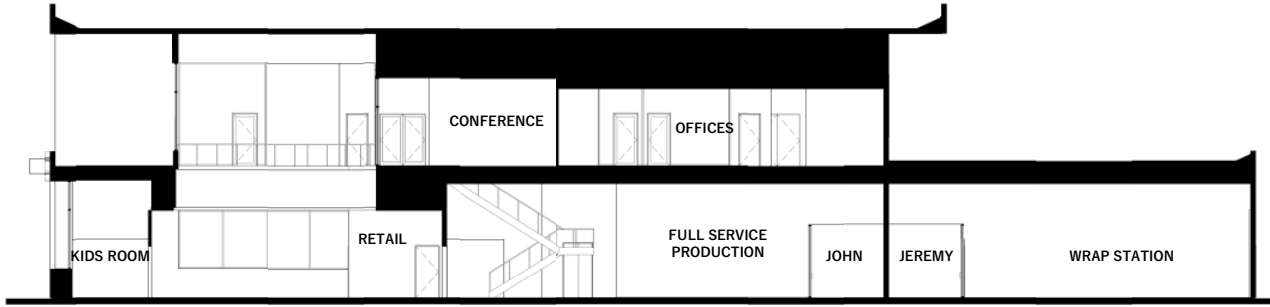 CONFERENCE
OFFICES
KIDS ROOM
RETAIL
FULL SERVICE
PRODUCTION
JOHN
JEREMY
WRAP STATION